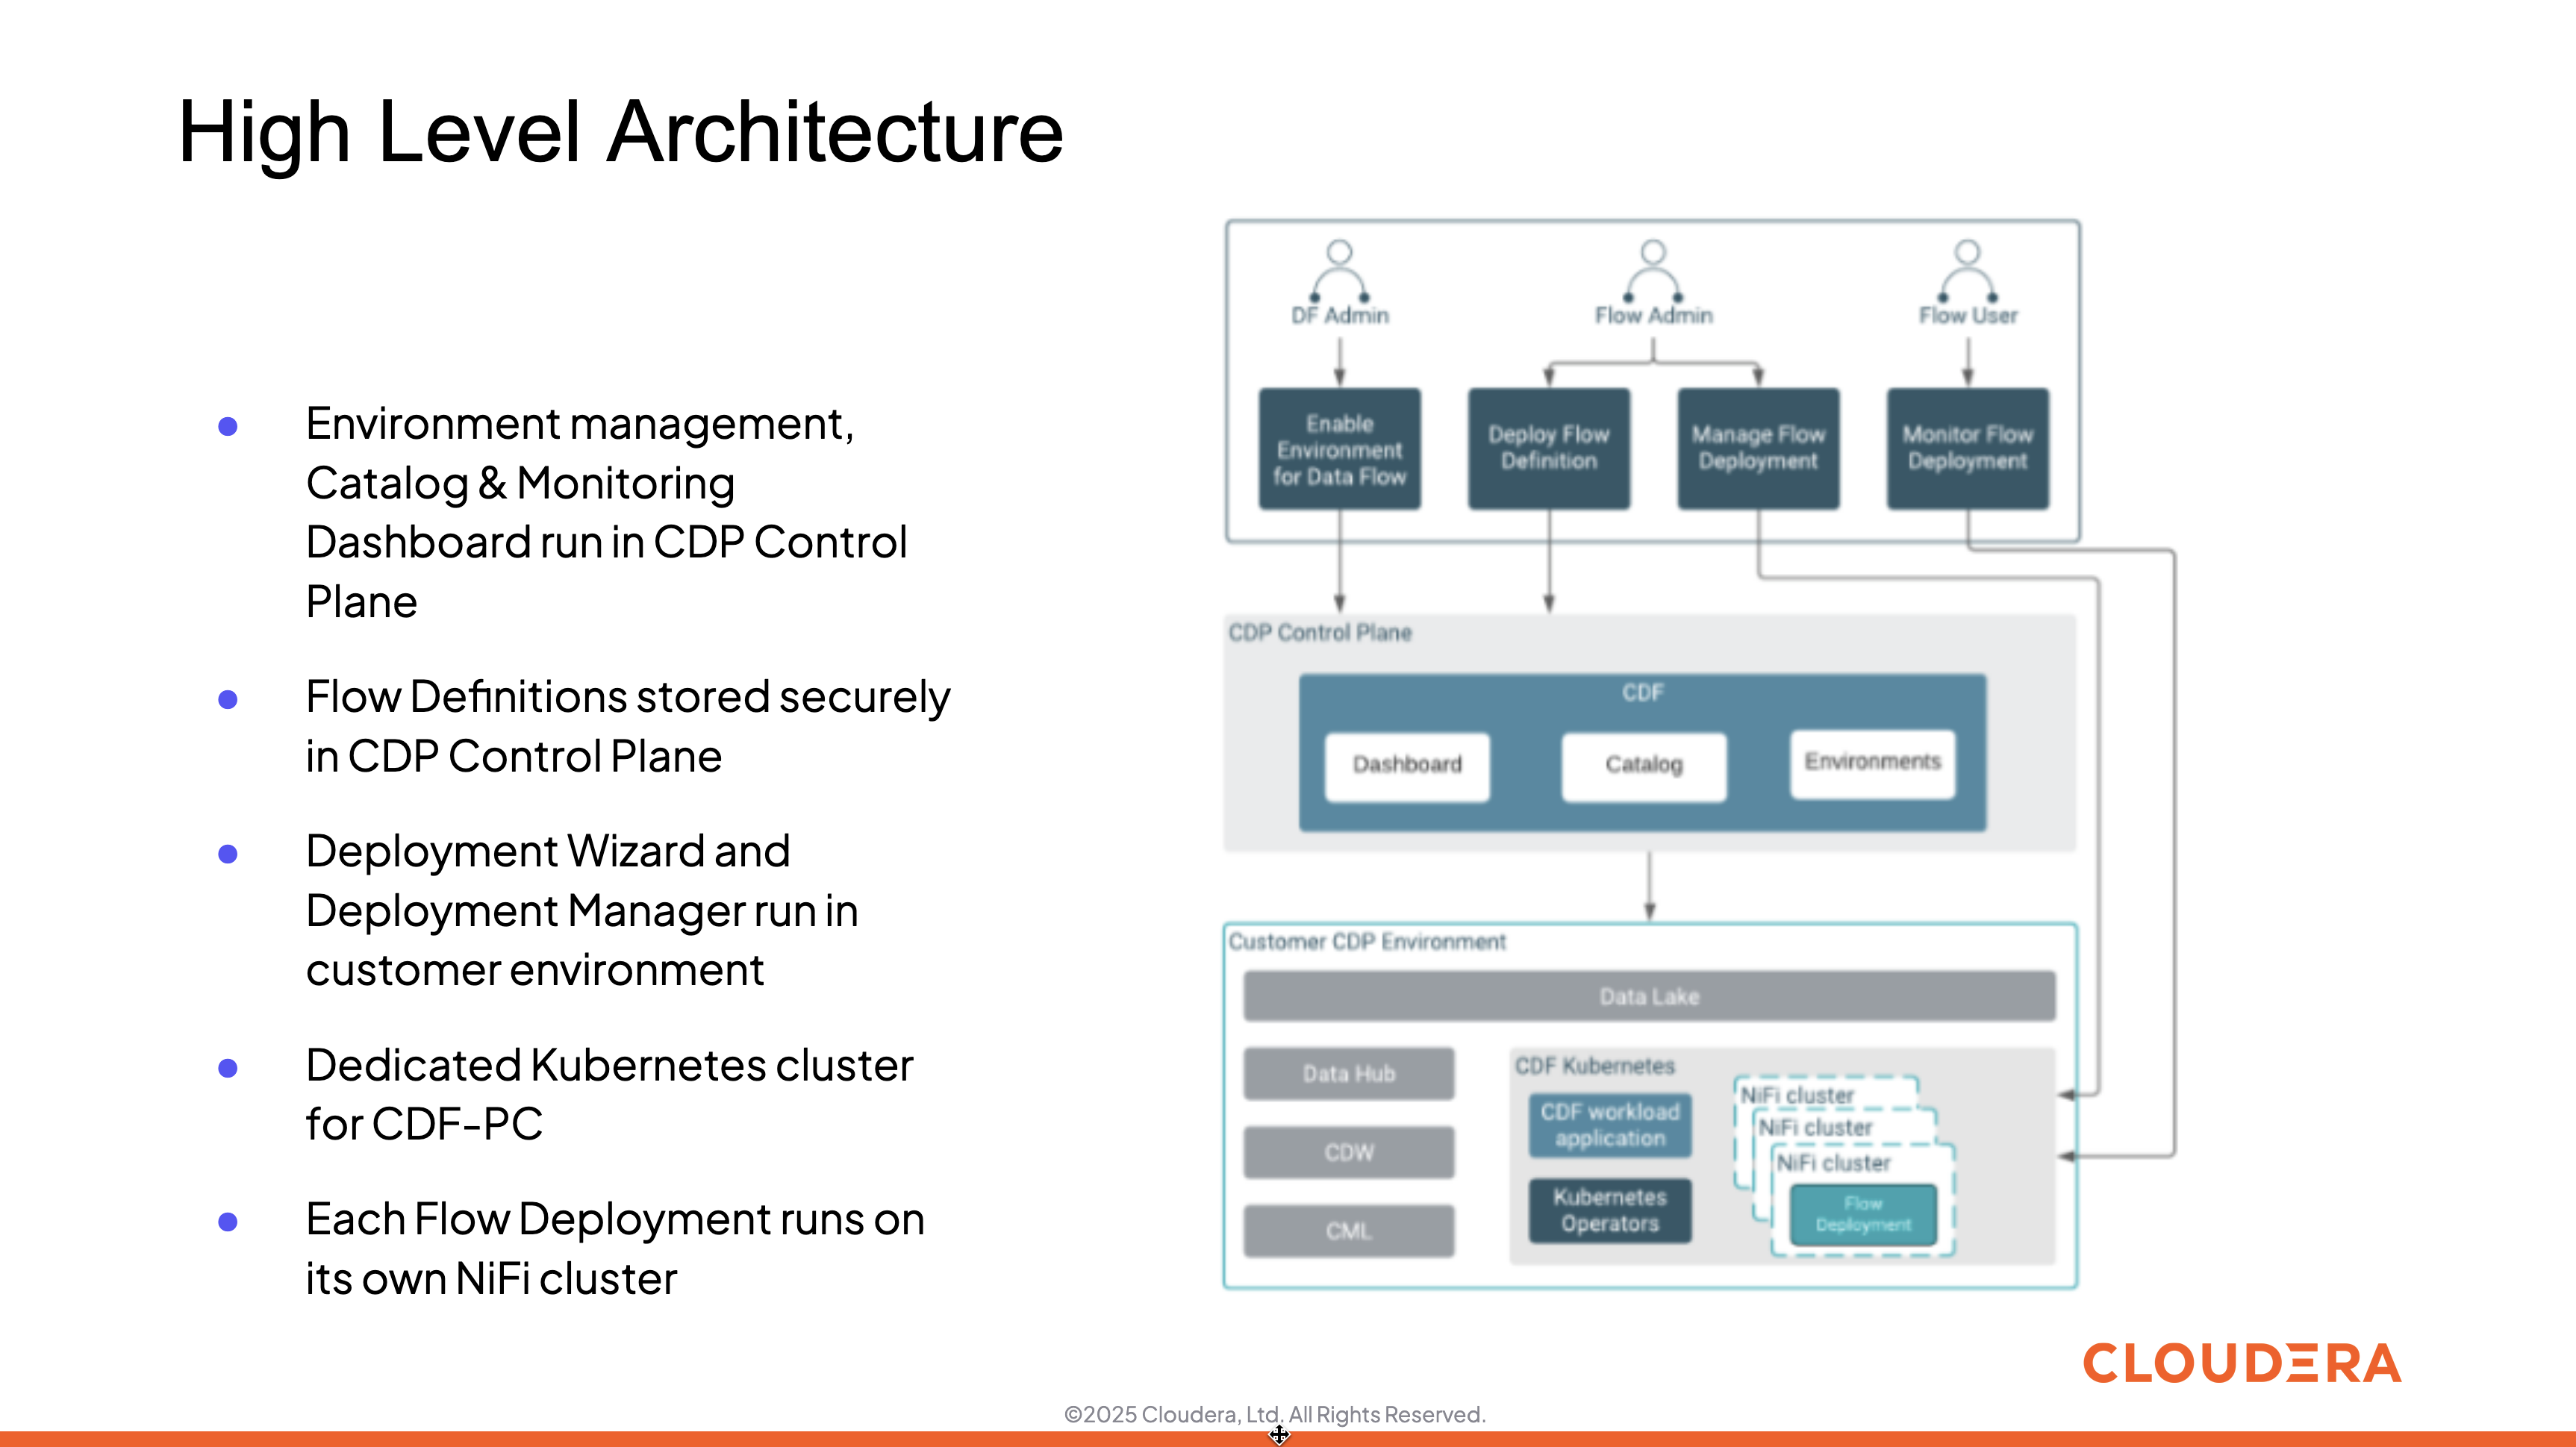 High Level Architecture
Environment management,
Catalog & Monitoring
Dashboard run in CDP Control
Plane
Flow Definitions stored securely
in CDP Control Plane
Deployment Wizard and
Deployment Manager run in
customer environment
Dedicated Kubernetes cluster
for CDF-PC
Each Flow Deployment runs on
its own NiFi cluster
DF Admin
Flow Admin
Flow User
Enable
Environment
for Data Flow
Deploy Flow
Definition
Manage Flow
Deployment
Monitor Flow
Deployment
CDP Control Plane
CDF
Dashboard
Catalog
Environments
Customer CDP Environment
Data Lake
Data Hub
CDW
CML
CDF Kubernetes
CDF workload
application
Kubernetes
Operators
NiFi cluster
NiFi cluster
NiFi cluster
Flow
Deployment
CLOUDERA
©2025 Cloudera, Ltd. All Rights Reserved.